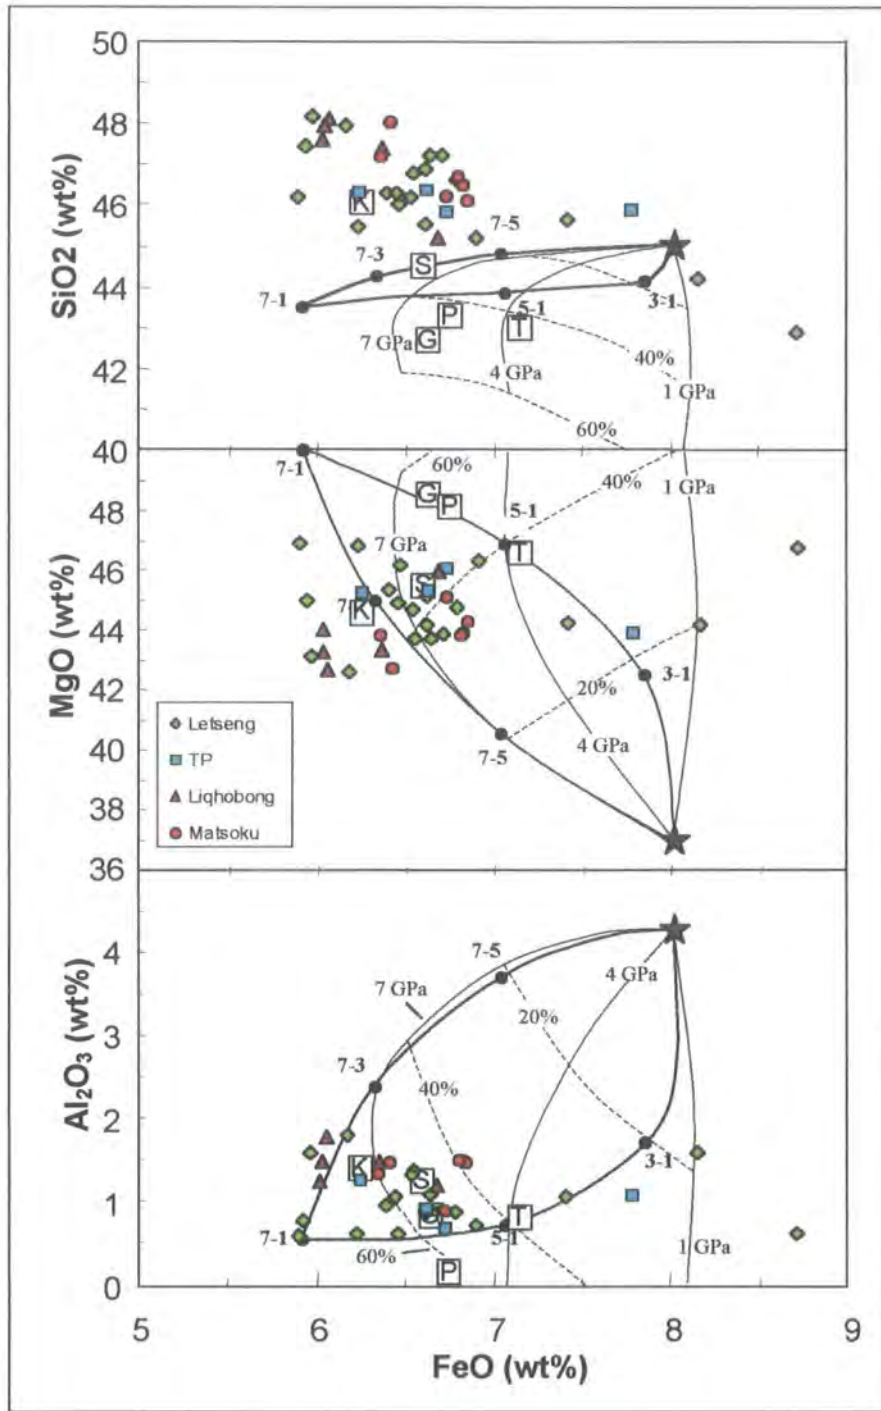 50
48
46
44
42
40
SiO2 (wt%)
7-5
7-3
7-1
K
S
P
G
T
5-1
3-1
7 GPa
4 GPa
1 GPa
40%
60%
7-1
60%
40%
5-1
1 GPa
7 GPa
G
P
T
S
K
48
46
44
42
40
38
36
MgO (wt%)
3-1
20%
4 GPa
7-5
Letseng
TP
Liqhobong
Matsoku
4
3
2
1
0
Al₂O₃ (wt%)
7-5
4 GPa
7 GPa
20%
7-3
40%
K
S
T
3-1
7-1
5-1
60%
P
1 GPa
5 6 7 8 9
FeO (wt%)